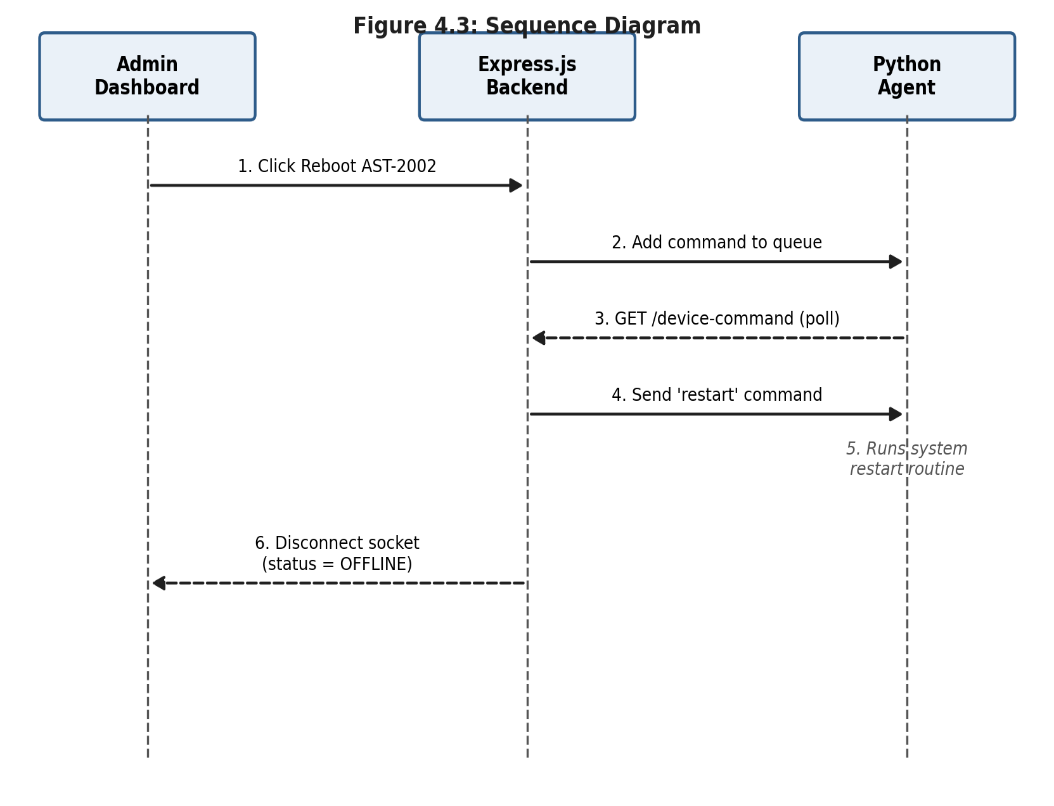 Figure 4.3: Sequence Diagram
Admin
Dashboard
Express.js
Backend
Python
Agent
1. Click Reboot AST-2002
2. Add command to queue
3. GET /device-command (poll)
4. Send 'restart' command
5. Runs system
restart routine
6. Disconnect socket
(status = OFFLINE)